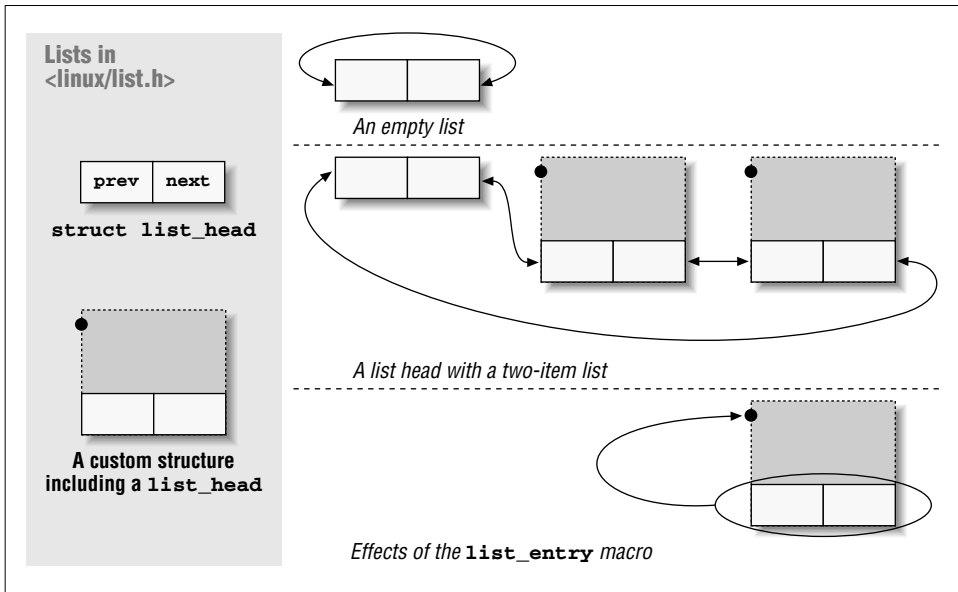 Lists in
<linux/list.h>
prev next
struct list_head
A custom structure
including a list_head
An empty list
A list head with a two-item list
Effects of the list_entry macro